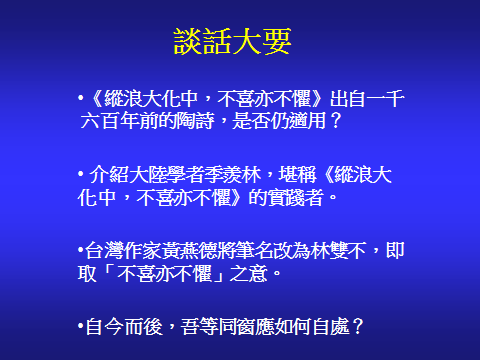 談話大要
•《縱浪大化中，不喜亦不懼》出自一千
六百年前的陶詩，是否仍適用？
• 介紹大陸學者季羨林，堪稱《縱浪大
化中，不喜亦不懼》的實踐者。
•台灣作家黃燕德將筆名改為林雙不，即
取「不喜亦不懼」之意。
•自今而後，吾等同窗應如何自處？